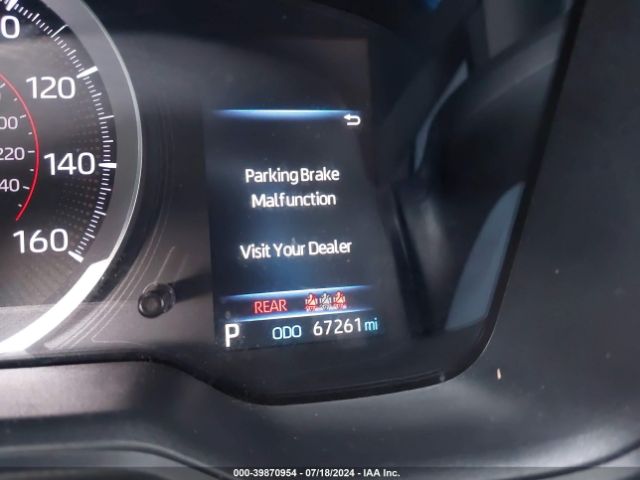 120
140
160
Parking Brake
Malfunction
Visit Your Dealer
REAR
P ODO 67261 mi
000-39870954 - 07/18/2024 - IAA Inc.